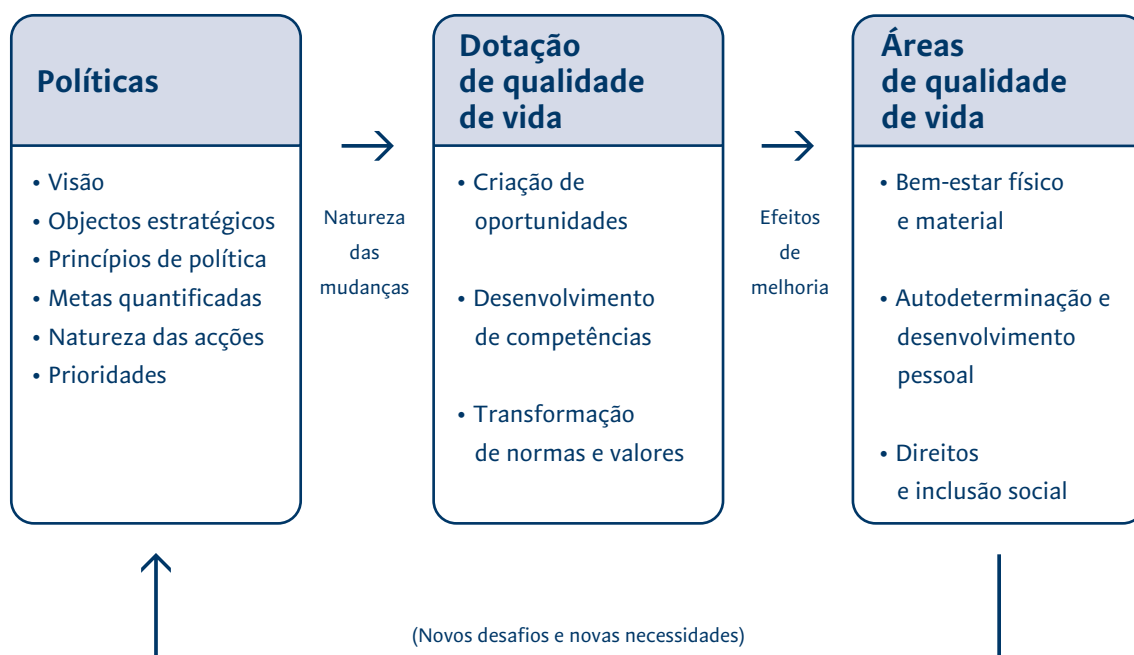 Políticas
• Visão
• Objectos estratégicos
• Princípios de política
• Metas quantificadas
• Natureza das acções
• Prioridades
Natureza
das
mudanças
Dotação
de qualidade
de vida
• Criação de
oportunidades
• Desenvolvimento
de competências
• Transformação
de normas e valores
Efeitos
de
melhoria
Áreas
de qualidade
de vida
• Bem-estar físico
e material
• Autodeterminação e
desenvolvimento
pessoal
• Direitos
e inclusão social
(Novos desafios e novas necessidades)